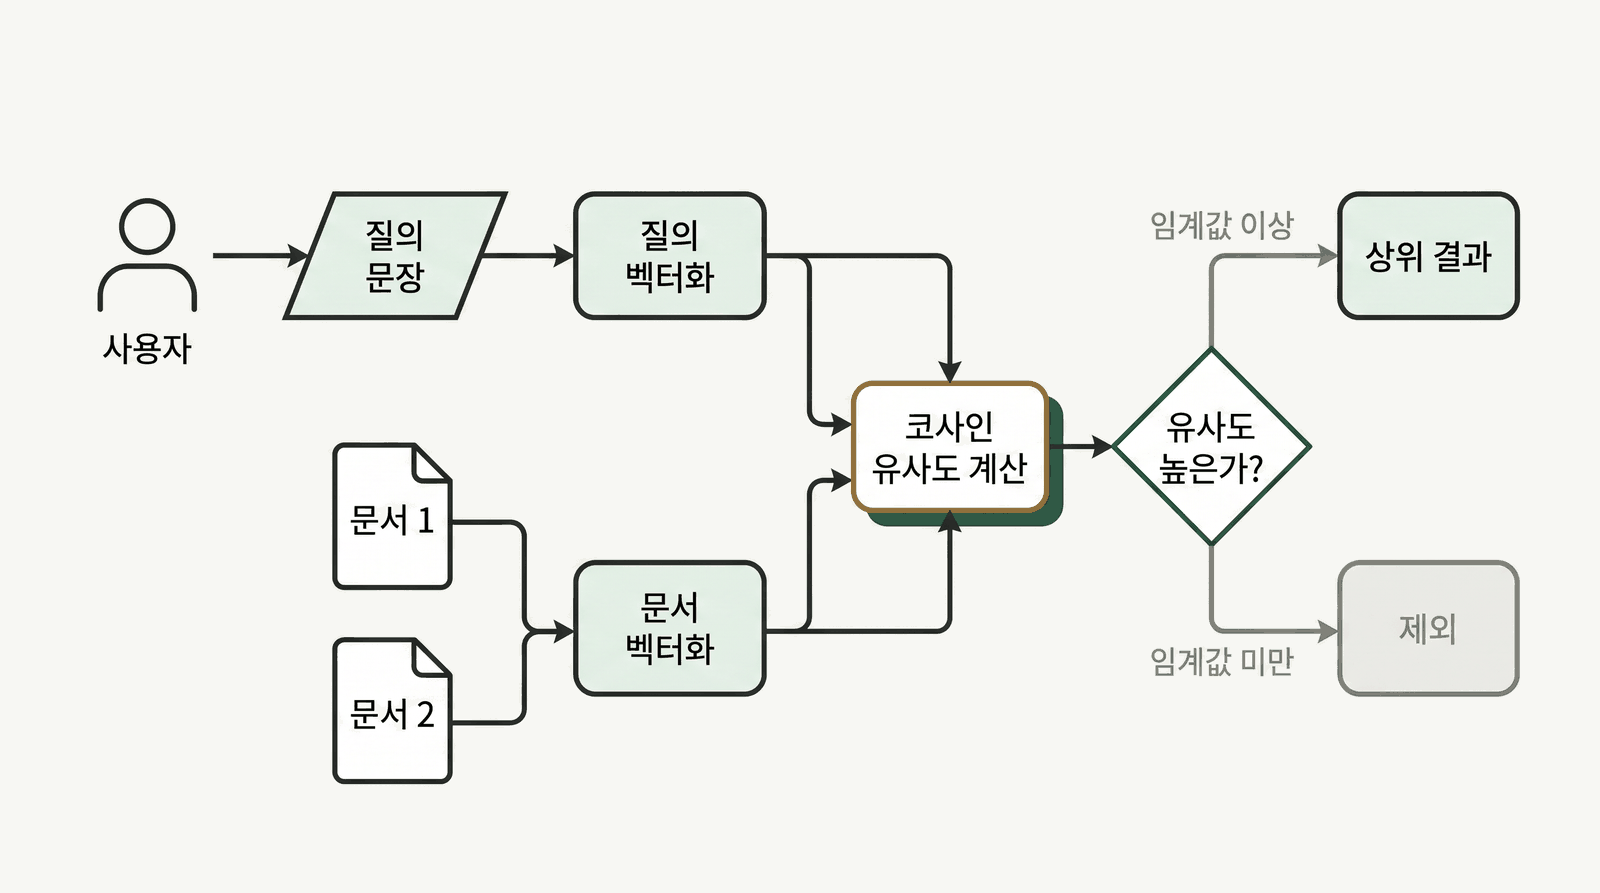 사용자
질의
문장
질의
벡터화
문서 1
문서 2
문서
벡터화
코사인
유사도 계산
유사도
높은가?
임계값 이상
상위 결과
임계값 미만
제외